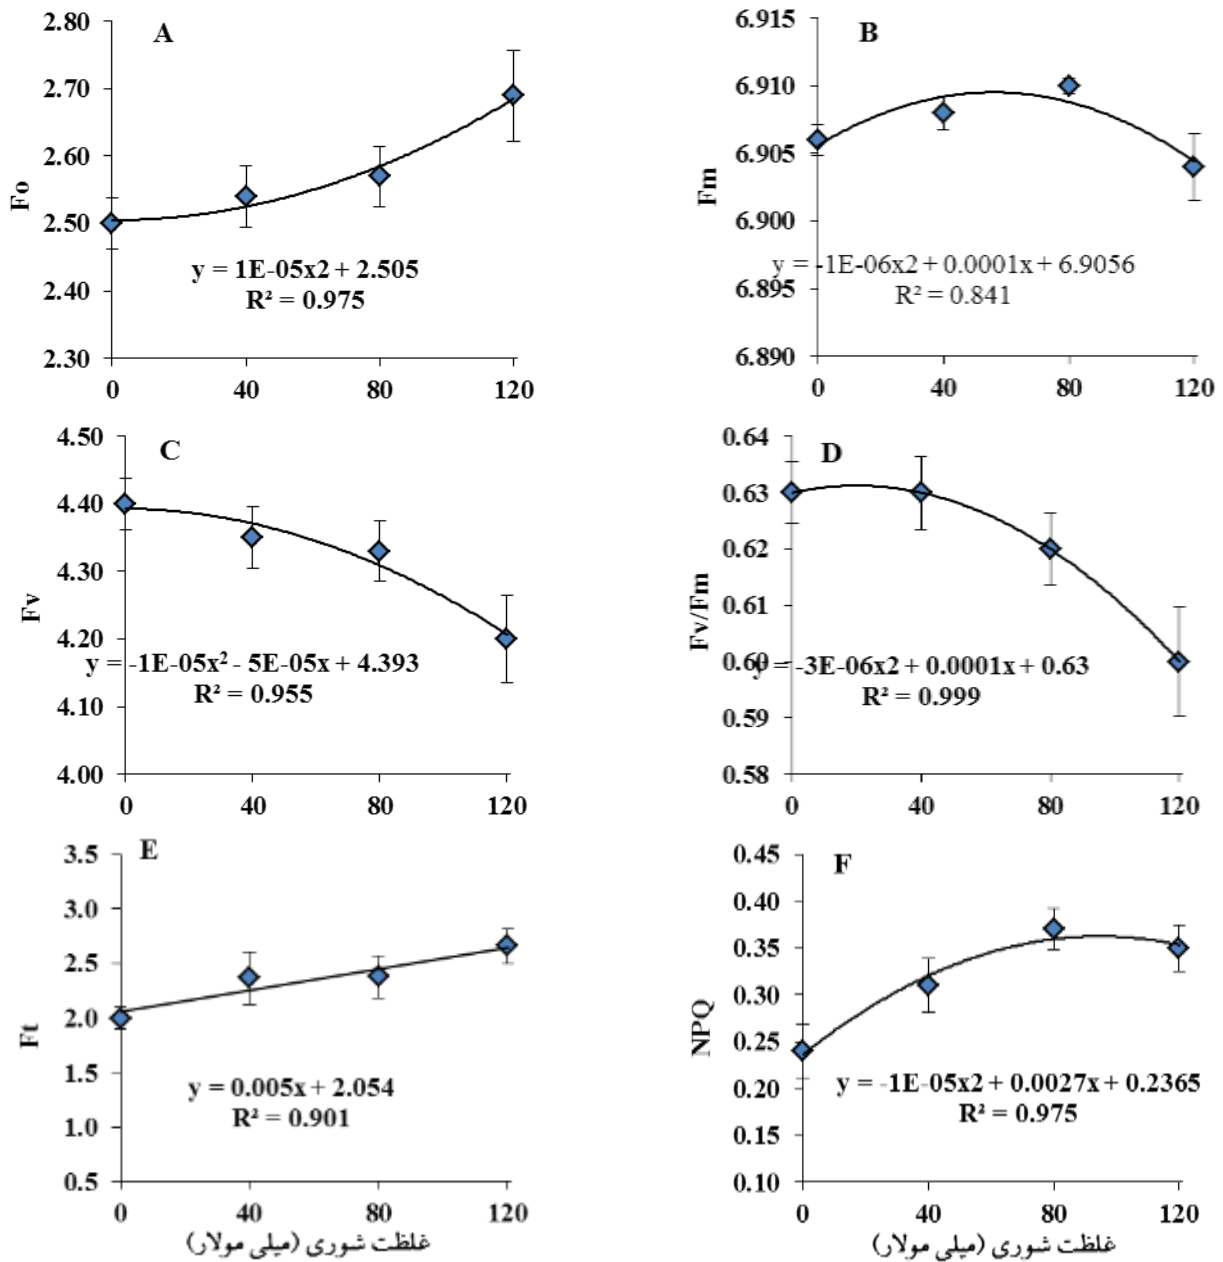 A
Fo
2.80
2.70
2.60
2.50
2.40
2.30
y = 1E-05x2 + 2.505
R² = 0.975
0 40 80 120
B
Fm
6.915
6.910
6.905
6.900
6.895
6.890
y = -1E-06x2 + 0.0001x + 6.9056
R² = 0.841
0 40 80 120
C
Fv
4.50
4.40
4.30
4.20
4.10
4.00
y = -1E-05x² - 5E-05x + 4.393
R² = 0.955
0 40 80 120
D
Fv/Fm
0.64
0.63
0.62
0.61
0.60
0.59
0.58
y = -3E-06x2 + 0.0001x + 0.63
R² = 0.999
0 40 80 120
E
Ft
3.5
3.0
2.5
2.0
1.5
1.0
0.5
y = 0.005x + 2.054
R² = 0.901
0 40 80 120
غلظت شوری (میلی مولار)
F
NPQ
0.45
0.40
0.35
0.30
0.25
0.20
0.15
0.10
y = -1E-05x2 + 0.0027x + 0.2365
R² = 0.975
0 40 80 120
غلظت شوری (میلی مولار)